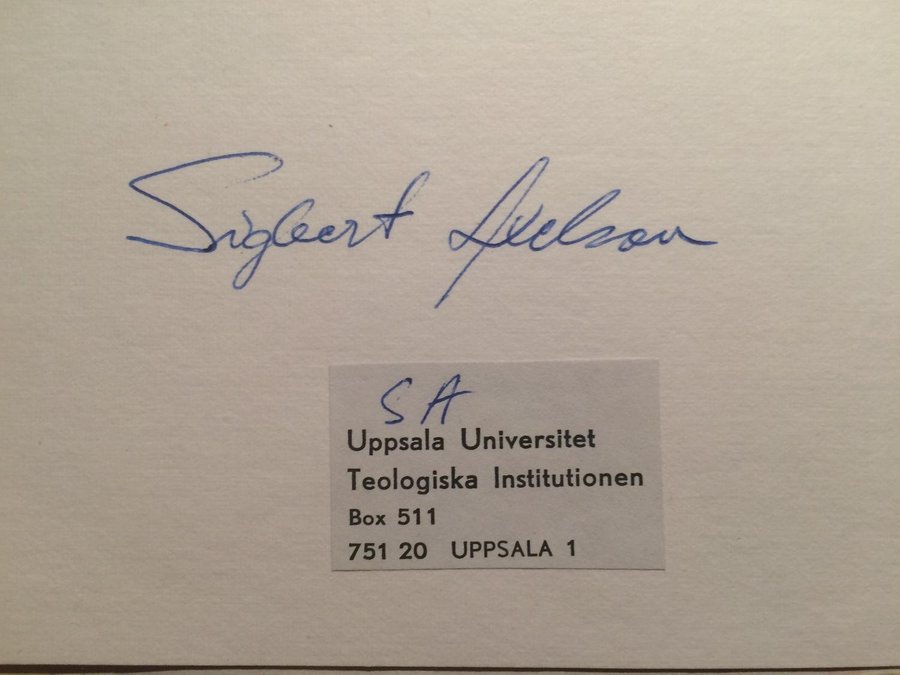 Sigbert Axelson
SA
Uppsala Universitet
Teologiska Institutionen
Box 511
751 20 UPPSALA 1